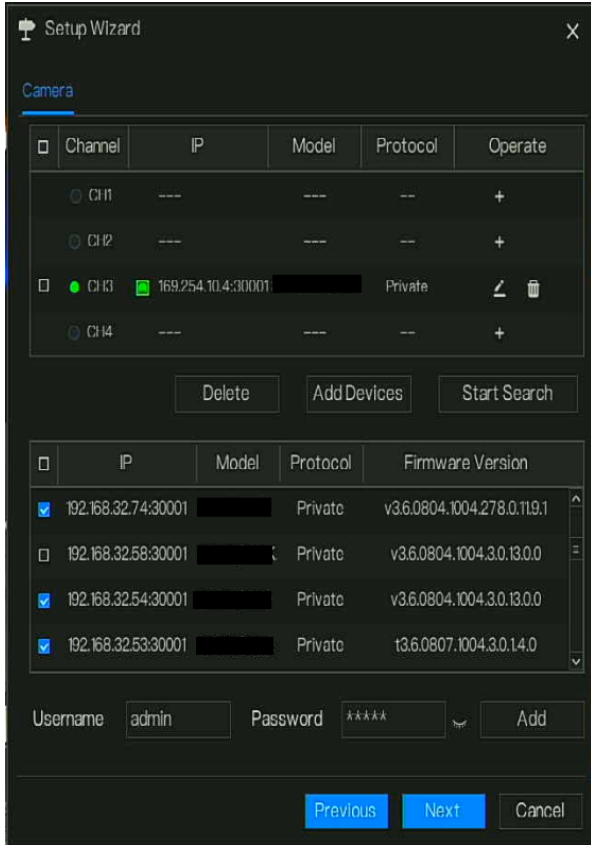 Setup Wizard X
Camera
Channel IP Model Protocol Operate
CH1 --- --- -- +
CH2 --- --- -- +
CH3 169.254.10.4:30001 Private
CH4 --- --- -- +
Delete Add Devices Start Search
IP Model Protocol Firmware Version
192.168.32.74:30001 Private v3.6.0804.1004.278.0.11.9.1
192.168.32.58:30001 Private v3.6.0804.1004.3.0.13.0.0
192.168.32.54:30001 Private v3.6.0804.1004.3.0.13.0.0
192.168.32.53:30001 Private t3.6.0807.1004.3.0.1.4.0
Username admin Password ***** Add
Previous Next Cancel